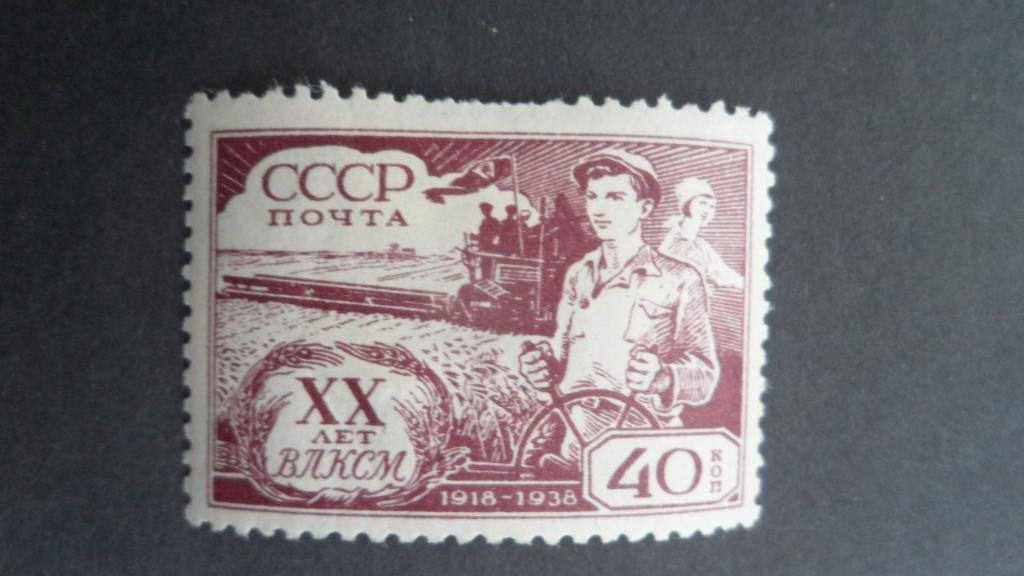 СССР
ПОЧТА
XX
ЛЕТ
ВЛКСМ
1918-1938
40
КОП